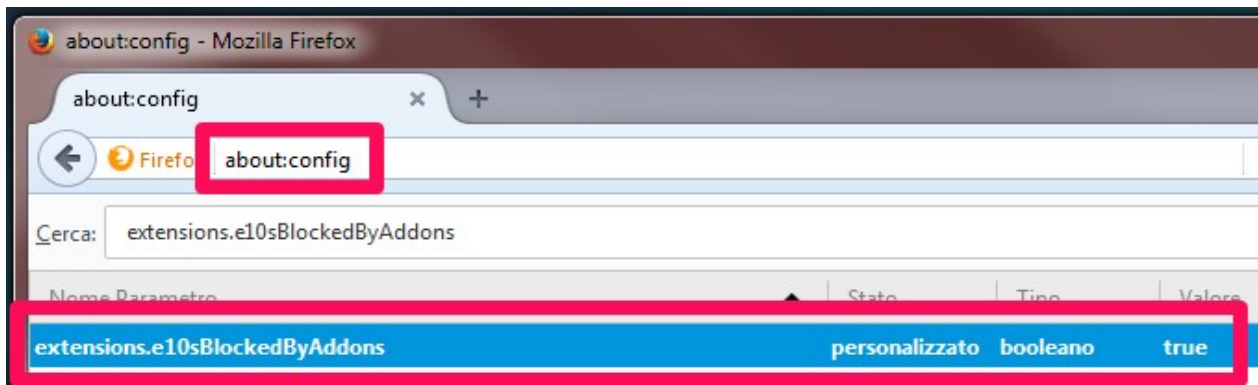 about:config - Mozilla Firefox
about:config
Firefo about:config
Cerca: extensions.e10sBlockedByAddons
Nome Parametro Stato Tipo Valore
extensions.e10sBlockedByAddons personalizzato booleano true